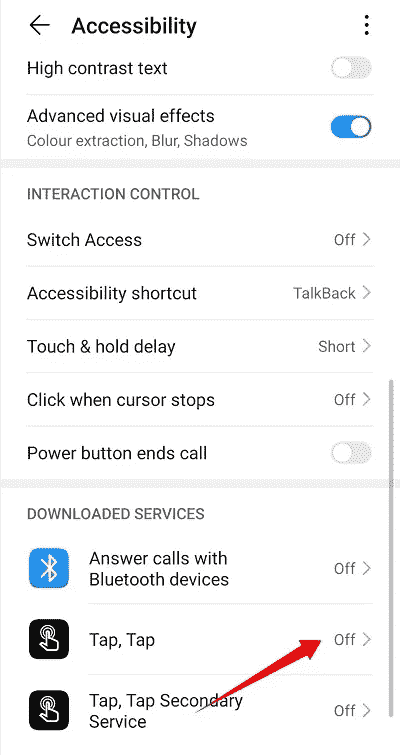 Accessibility
High contrast text
Advanced visual effects
Colour extraction, Blur, Shadows
INTERACTION CONTROL
Switch Access Off
Accessibility shortcut TalkBack
Touch & hold delay Short
Click when cursor stops Off
Power button ends call
DOWNLOADED SERVICES
Answer calls with
Bluetooth devices Off
Tap, Tap Off
Tap, Tap Secondary
Service Off